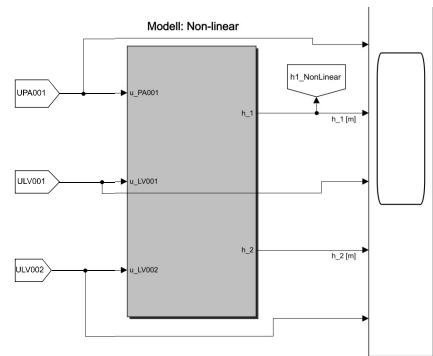 Modell: Non-linear
h1_NonLinear
UPA001
u_PA001
h_1
h_1 [m]
ULV001
u_LV001
h_2
h_2 [m]
ULV002
u_LV002